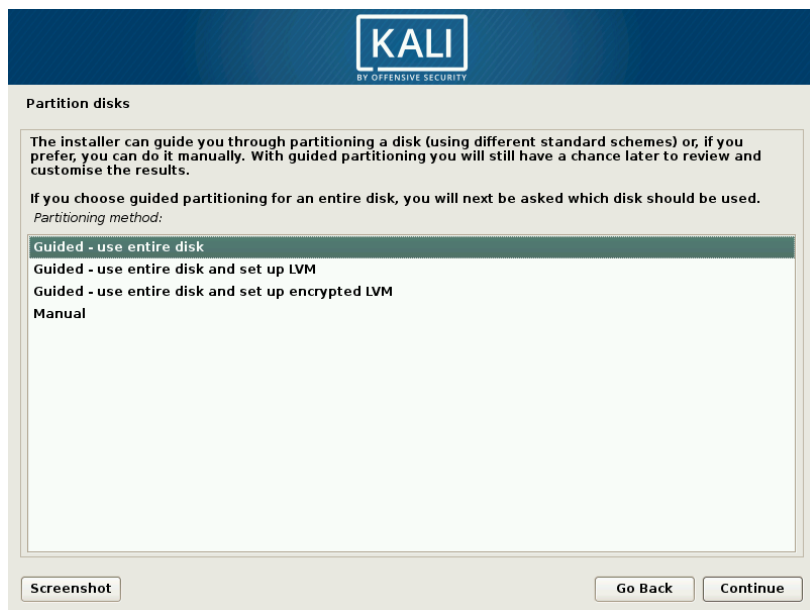 KALI
BY OFFENSIVE SECURITY
Partition disks
The installer can guide you through partitioning a disk (using different standard schemes) or, if you
prefer, you can do it manually. With guided partitioning you will still have a chance later to review and
customise the results.
If you choose guided partitioning for an entire disk, you will next be asked which disk should be used.
Partitioning method:
Guided - use entire disk
Guided - use entire disk and set up LVM
Guided - use entire disk and set up encrypted LVM
Manual
Screenshot
Go Back
Continue